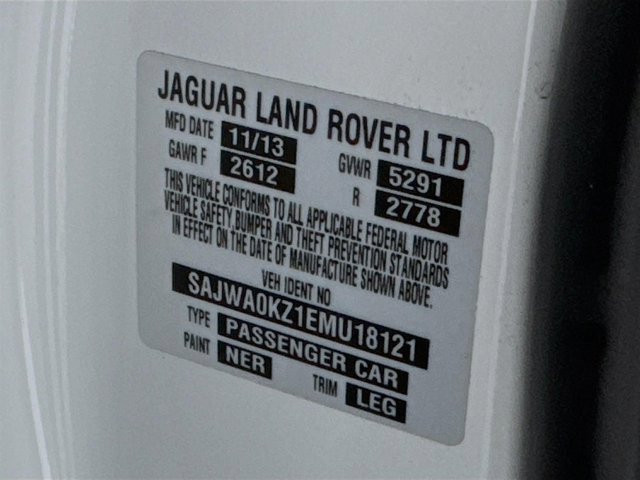 JAGUAR LAND ROVER LTD
MFD DATE 11/13 GVWR 5291
GAWR F 2612 R 2778
THIS VEHICLE CONFORMS TO ALL APPLICABLE FEDERAL MOTOR
VEHICLE SAFETY BUMPER AND THEFT PREVENTION STANDARDS
IN EFFECT ON THE DATE OF MANUFACTURE SHOWN ABOVE.
VEH IDENT NO
SAJWA0KZ1EMU18121
TYPE PASSENGER CAR
PAINT NER TRIM LEG